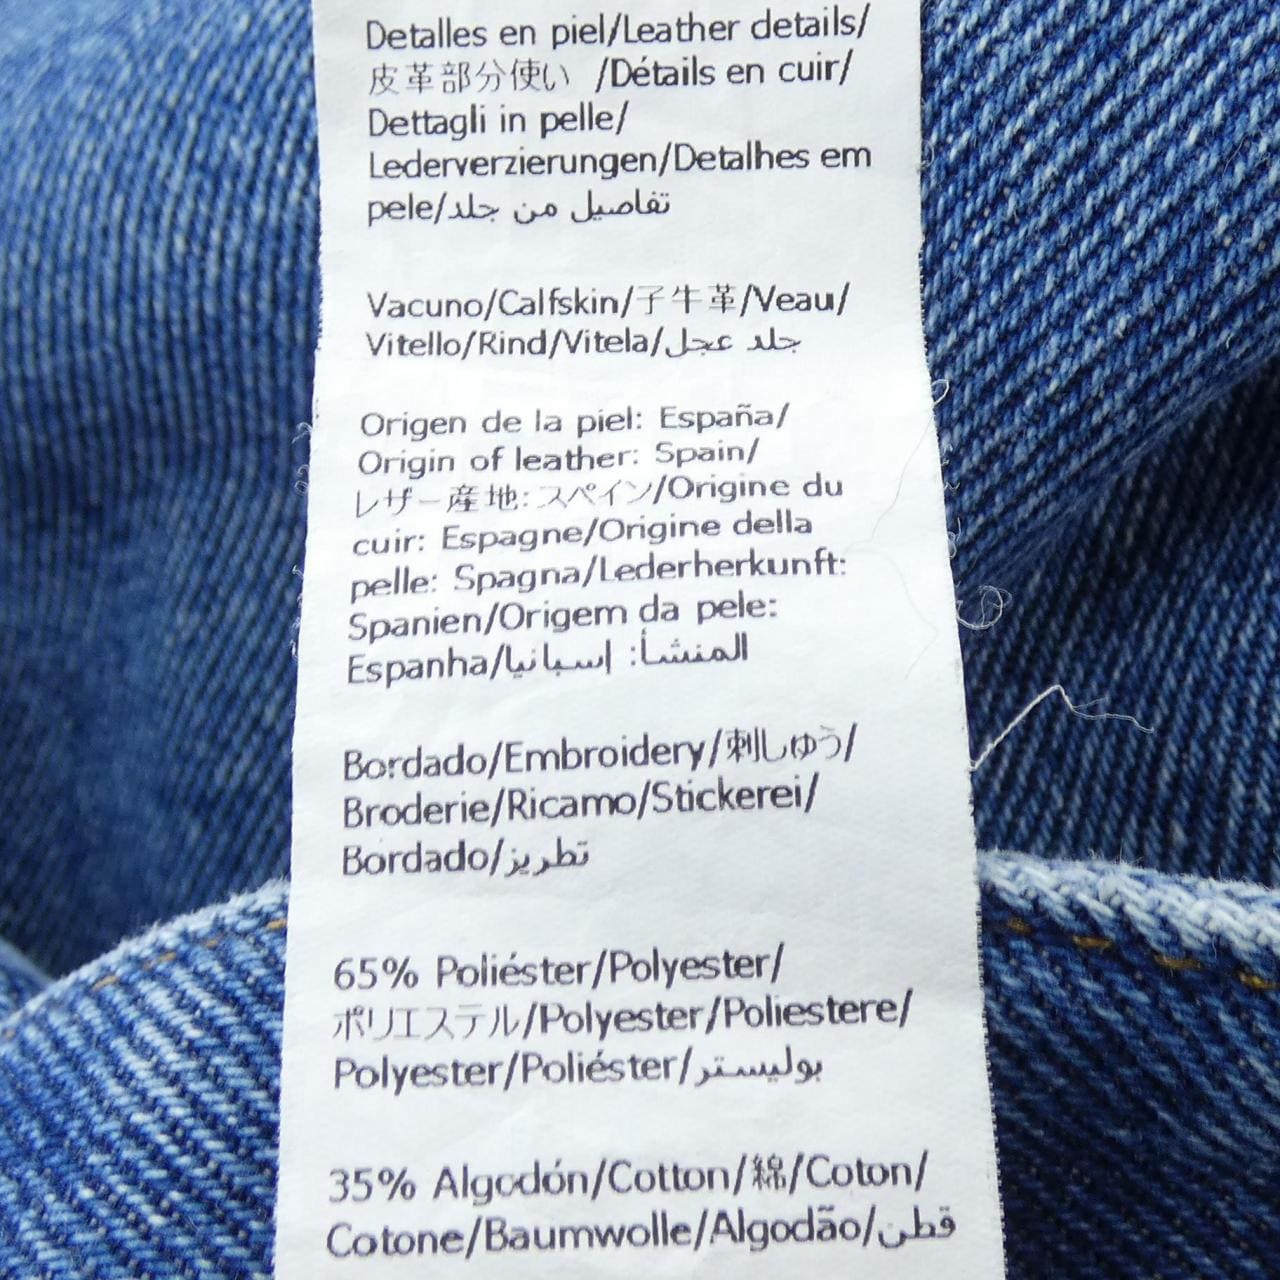 Detalles en piel/Leather details/
皮革部分使い /Détails en cuir/
Dettagli in pelle/
Lederverzierungen/Detalhes em
pele/تفاصيل من جلد
Vacuno/Calfskin/子牛革/Veau/
Vitello/Rind/Vitela/جلد عجل
Origen de la piel: España/
Origin of leather: Spain/
レザー産地: スペイン/Origine du
cuir: Espagne/Origine della
pelle: Spagna/Lederherkunft:
Spanien/Origem da pele:
Espanha/المنشأ: إسبانيا
Bordado/Embroidery/刺しゅう/
Broderie/Ricamo/Stickerei/
Bordado/تطريز
65% Poliéster/Polyester/
ポリエステル/Polyester/Poliestere/
Polyester/Poliéster/بوليستر
35% Algodón/Cotton/綿/Coton/
Cotone/Baumwolle/Algodão/قطن